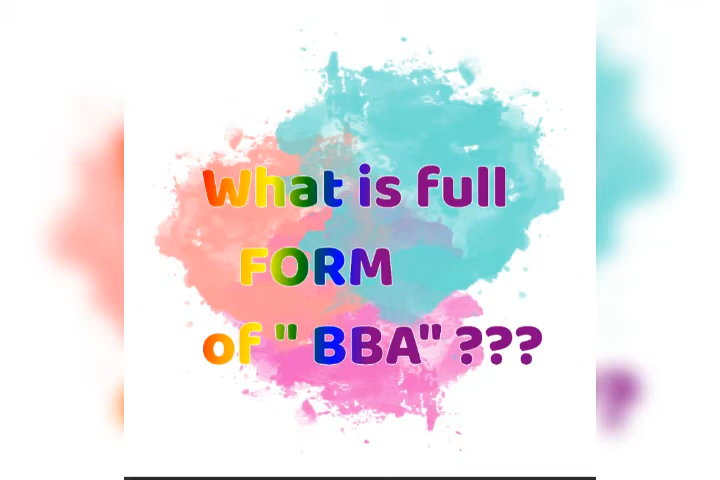 What is full
FORM
of " BBA" ???